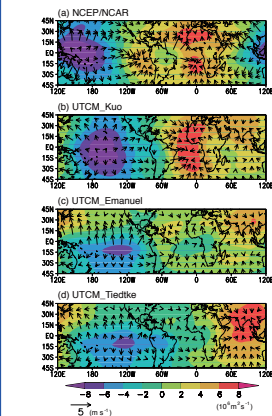 (a) NCEP/NCAR
45N
30N
15N
EQ
15S
30S
45S
120E 180 120W 60W 0 60E 120E
(b) UTCM_Kuo
45N
30N
15N
EQ
15S
30S
45S
120E 180 120W 60W 0 60E 120E
(c) UTCM_Emanuel
45N
30N
15N
EQ
15S
30S
45S
120E 180 120W 60W 0 60E 120E
(d) UTCM_Tiedtke
45N
30N
15N
EQ
15S
30S
45S
120E 180 120W 60W 0 60E 120E
−8 −6 −4 −2 0 2 4 6 8
5 (m s⁻¹) (10⁶m²s⁻¹)